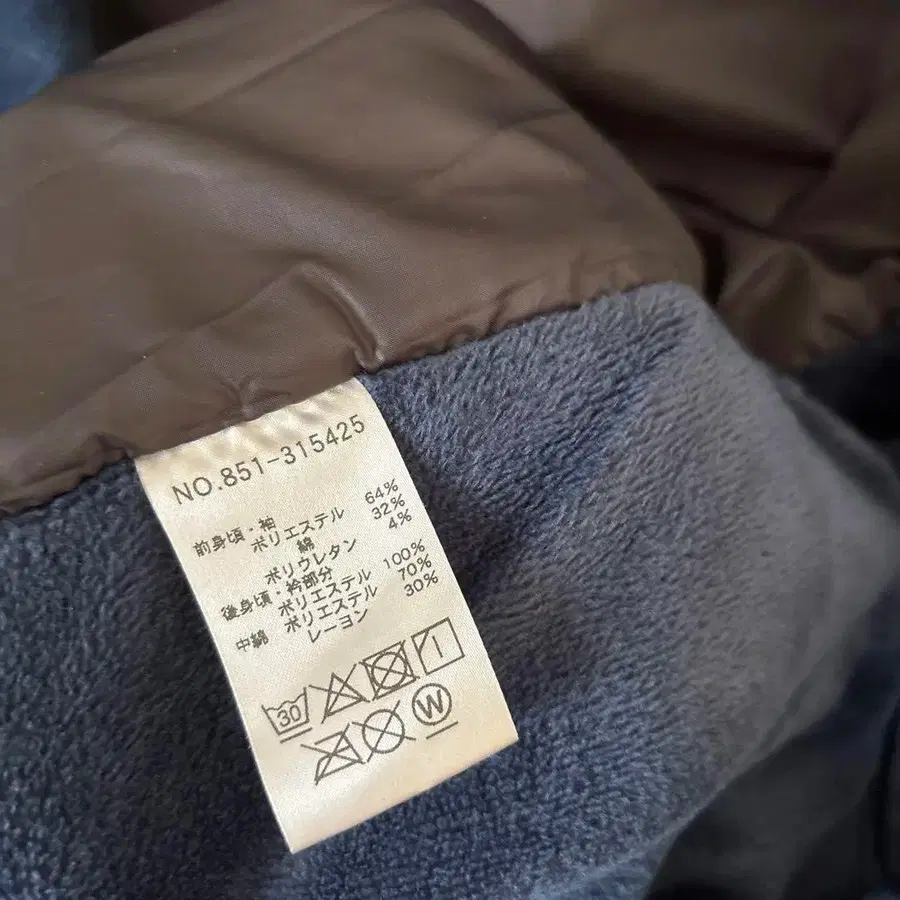 NO.851-315425
前身頃・袖
ポリエステル 64%
綿 32%
ポリウレタン 4%
後身頃・衿部分
ポリエステル 100%
中綿 ポリエステル 70%
レーヨン 30%
30
W